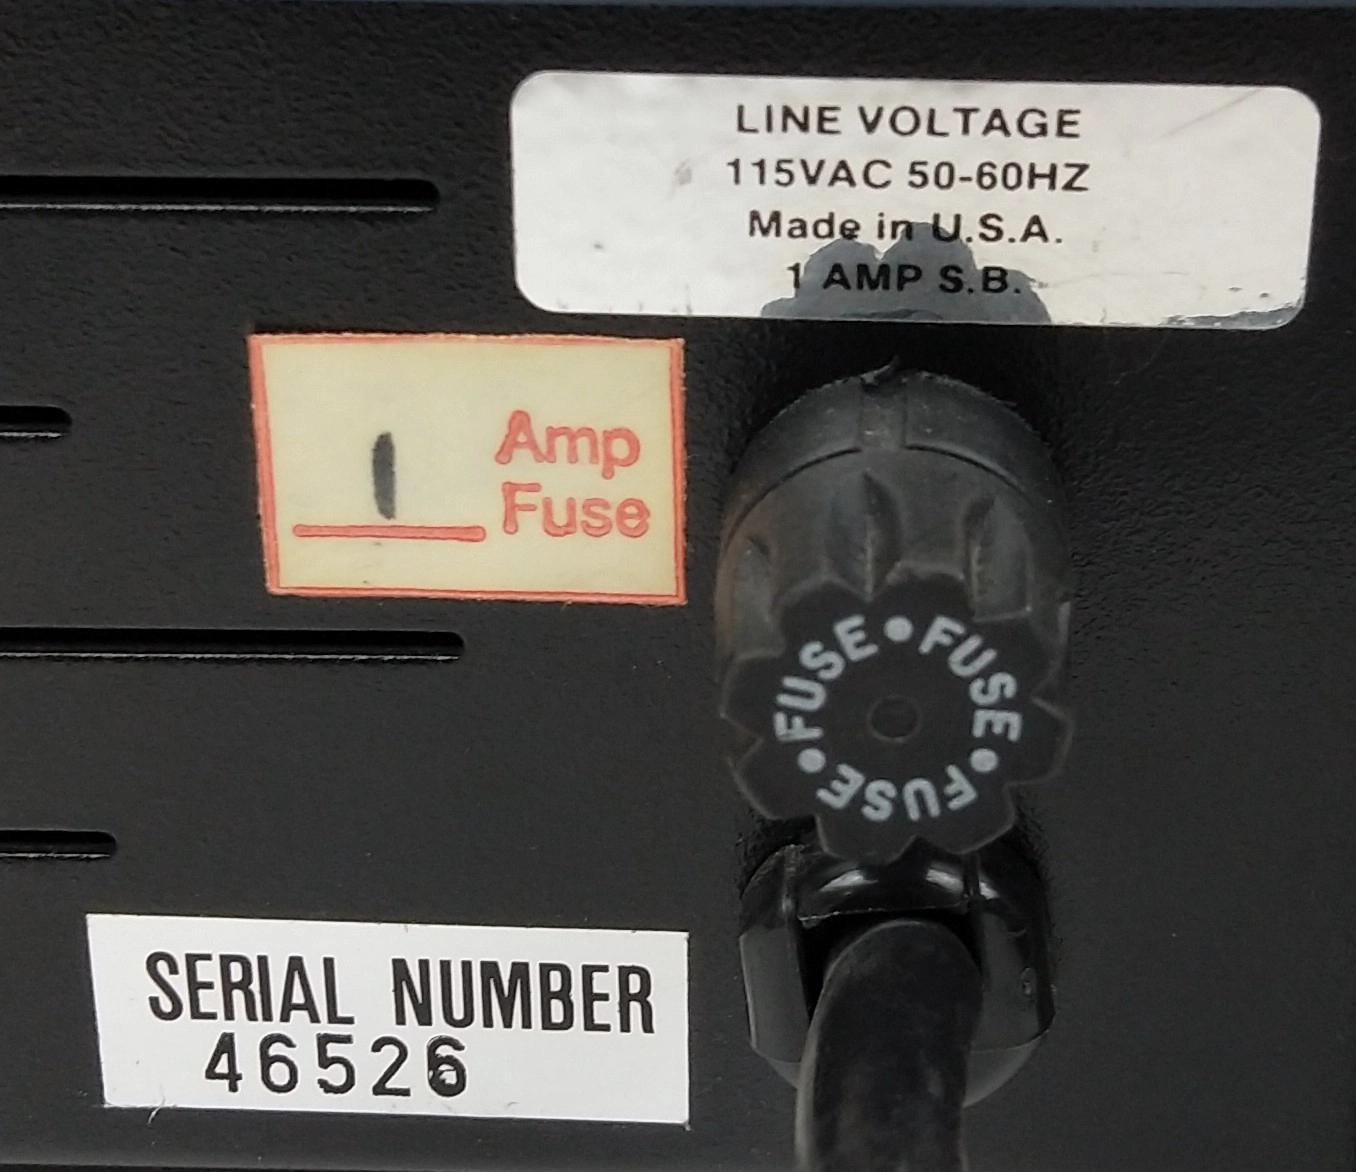 LINE VOLTAGE
115VAC 50-60HZ
Made in U.S.A.
1 AMP S.B.
1 Amp
Fuse
FUSE • FUSE • FUSE • FUSE •
SERIAL NUMBER
46526